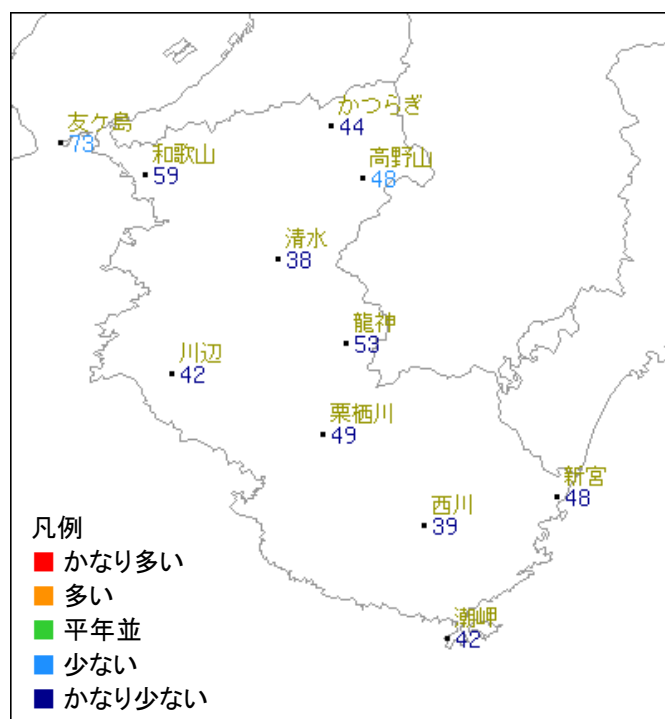 かつらぎ
44
友ケ島
73
和歌山
59
高野山
48
清水
38
龍神
53
川辺
42
栗栖川
49
新宮
48
西川
39
潮岬
42
凡例
かなり多い
多い
平年並
少ない
かなり少ない